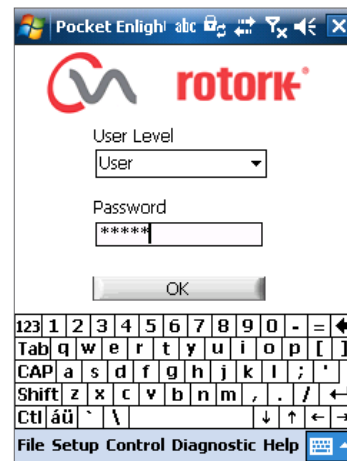 Pocket Enligh abc
rotork
User Level
User
Password
*****
OK
123 1 2 3 4 5 6 7 8 9 0 - =
Tab q w e r t y u i o p [ ]
CAP a s d f g h j k l ; '
Shift z x c v b n m , . /
Ctl áü ` \ ↓ ↑ ← →
File Setup Control Diagnostic Help